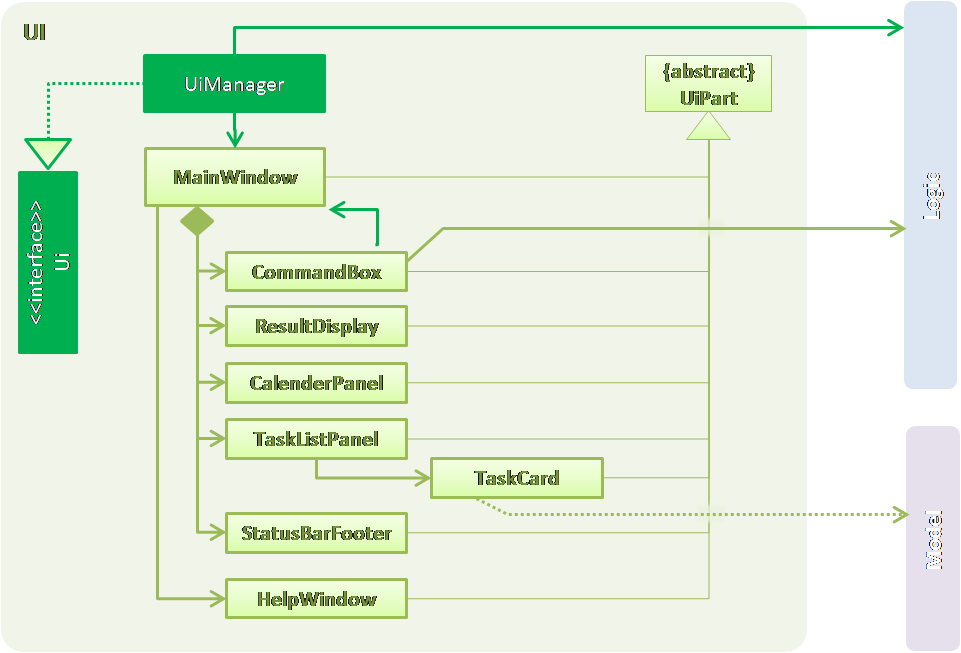 UI
UiManager
{abstract}
UiPart
MainWindow
<<interface>>
Ui
Logic
CommandBox
ResultDisplay
CalenderPanel
TaskListPanel
TaskCard
StatusBarFooter
Model
HelpWindow